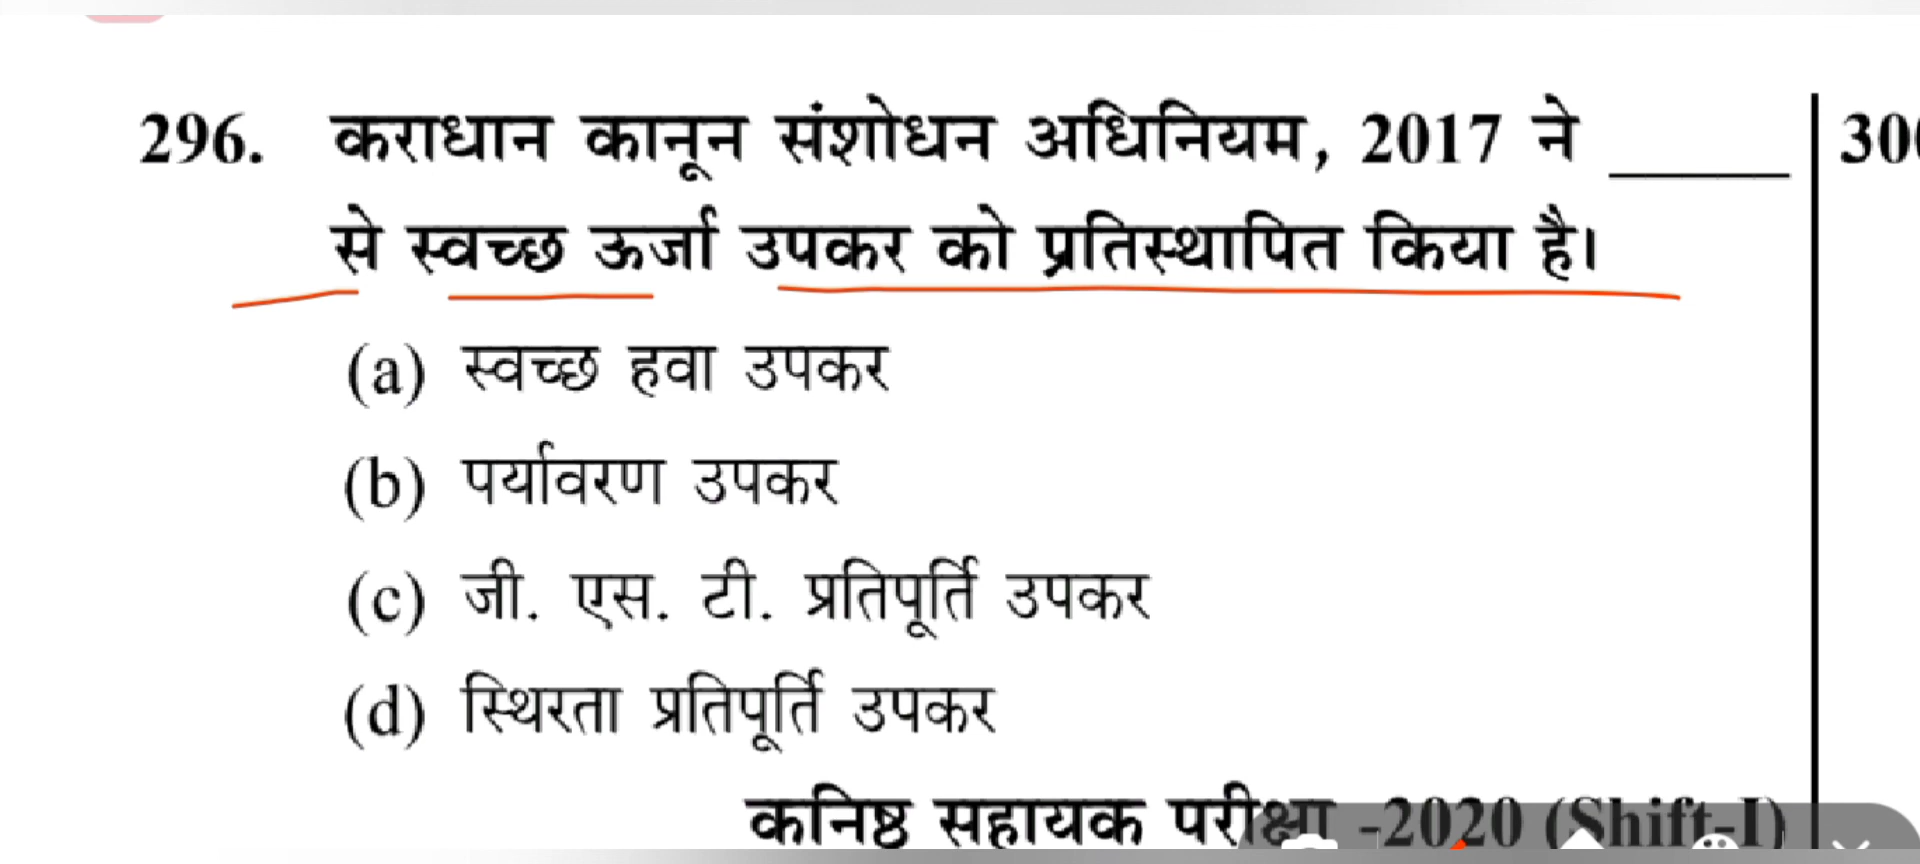 296. कराधान कानून संशोधन अधिनियम, 2017 ने ______
से स्वच्छ ऊर्जा उपकर को प्रतिस्थापित किया है।
(a) स्वच्छ हवा उपकर
(b) पर्यावरण उपकर
(c) जी. एस. टी. प्रतिपूर्ति उपकर
(d) स्थिरता प्रतिपूर्ति उपकर
कनिष्ठ सहायक परीक्षा -2020 (Shift-I)